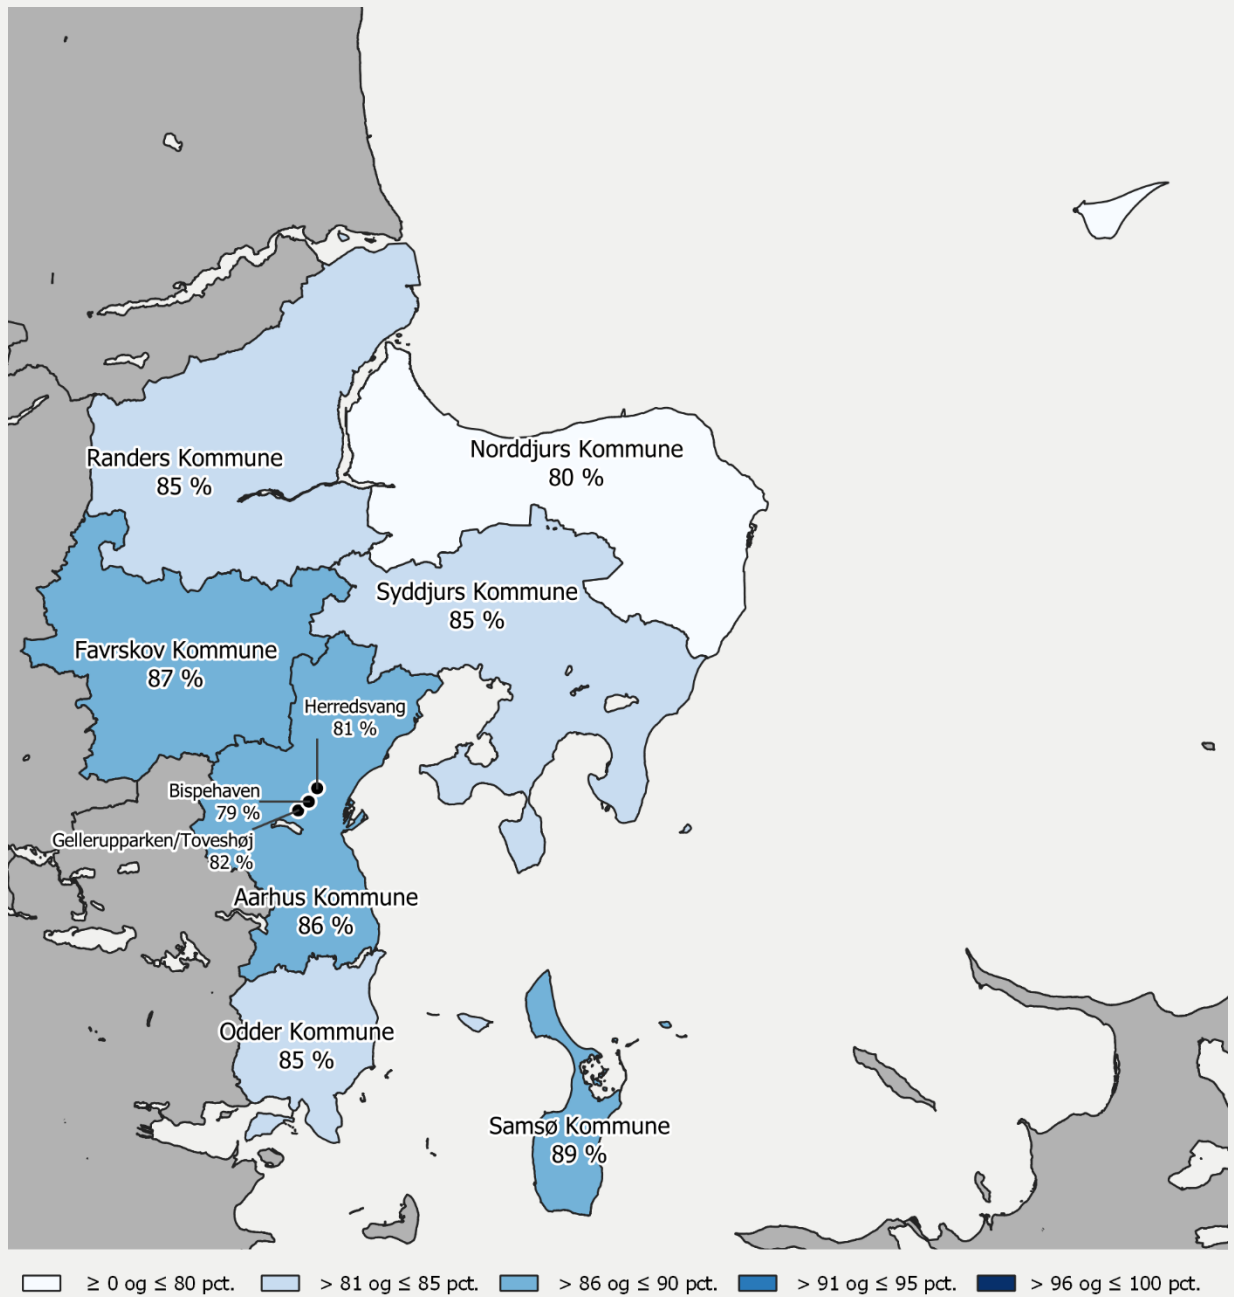 Norddjurs Kommune
80 %
Randers Kommune
85 %
Syddjurs Kommune
85 %
Favrskov Kommune
87 %
Herredsvang
81 %
Bispehaven
79 %
Gellerupparken/Toveshøj
82 %
Aarhus Kommune
86 %
Odder Kommune
85 %
Samsø Kommune
89 %
≥ 0 og ≤ 80 pct. > 81 og ≤ 85 pct. > 86 og ≤ 90 pct. > 91 og ≤ 95 pct. > 96 og ≤ 100 pct.